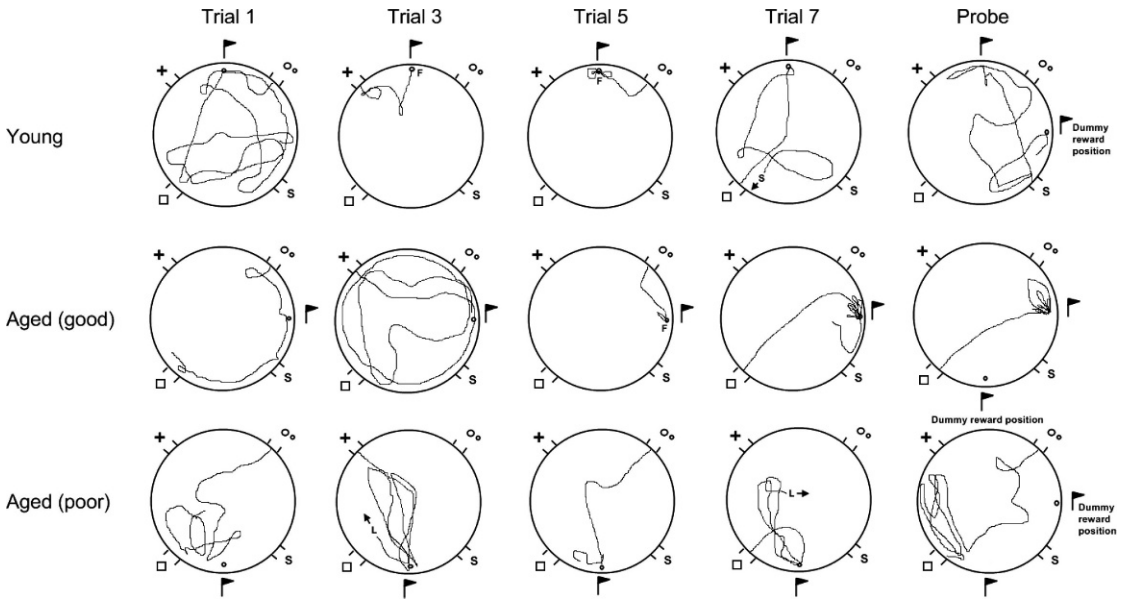 Trial 1 Trial 3 Trial 5 Trial 7 Probe
F
F
Young
Dummy
reward
position
S
S
S
Aged (good)
F
S
S
S
Dummy reward position
Aged (poor)
L
L
Dummy
reward
position
S
S
S